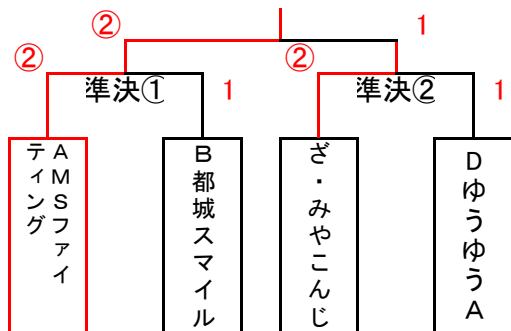 ② 1
② 1 ② 1
準決① 準決②
AMSファイ
ティング
B都城スマイル
ざ・みやこんじ
DゆうゆうA